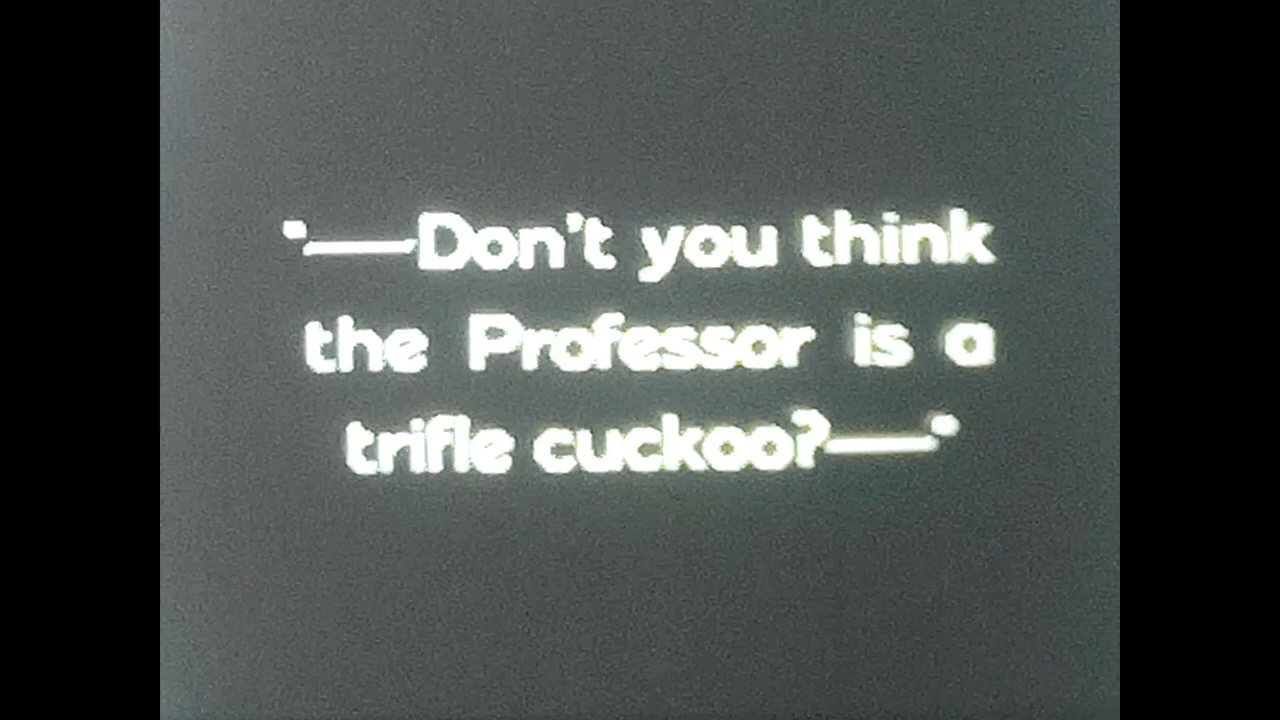 "—Don't you think
the Professor is a
trifle cuckoo?—"